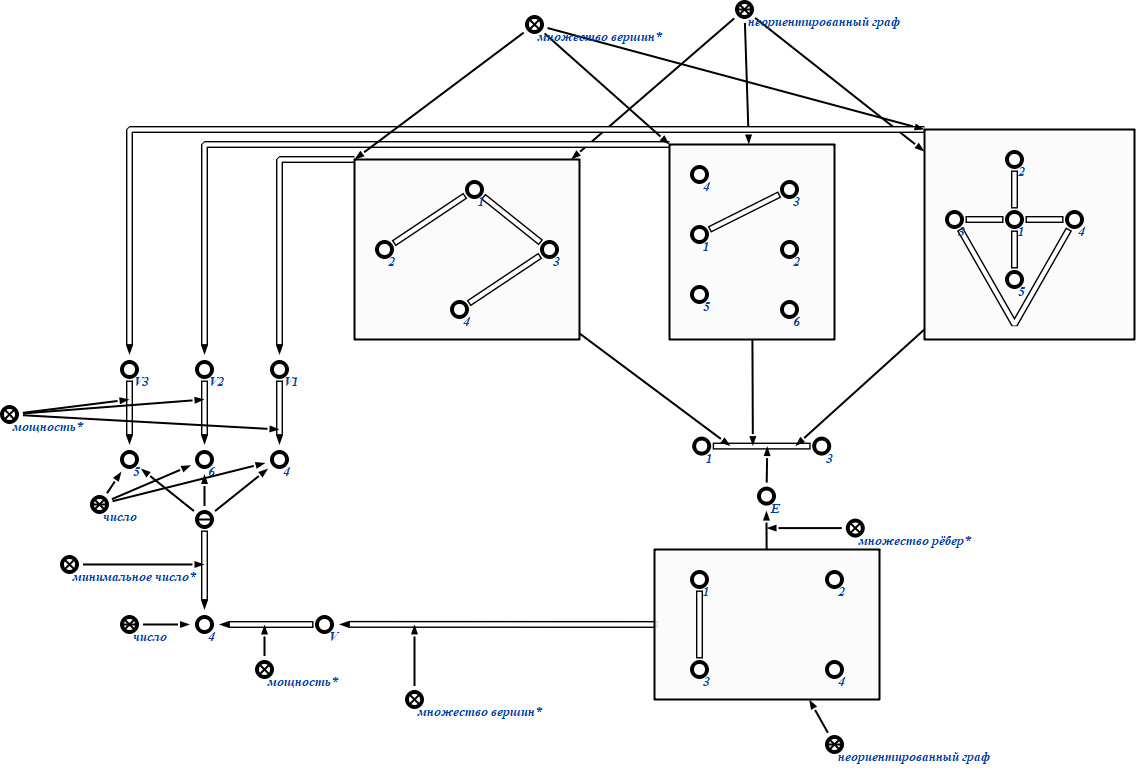 неориентированный граф
множество вершин*
2
4
1
3
3
1
4
1
2
3
2
5
5
4
6
V3
V2
V1
мощность*
1
3
5
6
4
E
число
множество рёбер*
минимальное число*
1
2
число
4
V
3
4
мощность*
множество вершин*
неориентированный граф